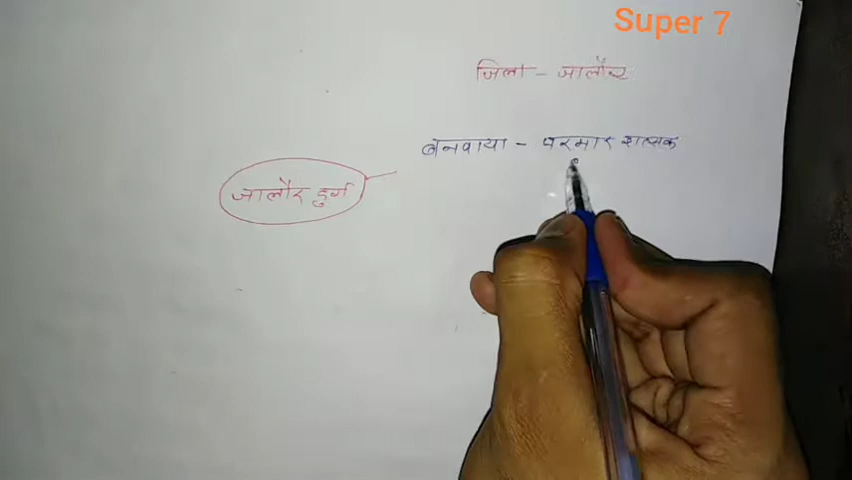 Super 7
जिला - जालौर
बनवाया - परमार शासक
जालौर दुर्ग